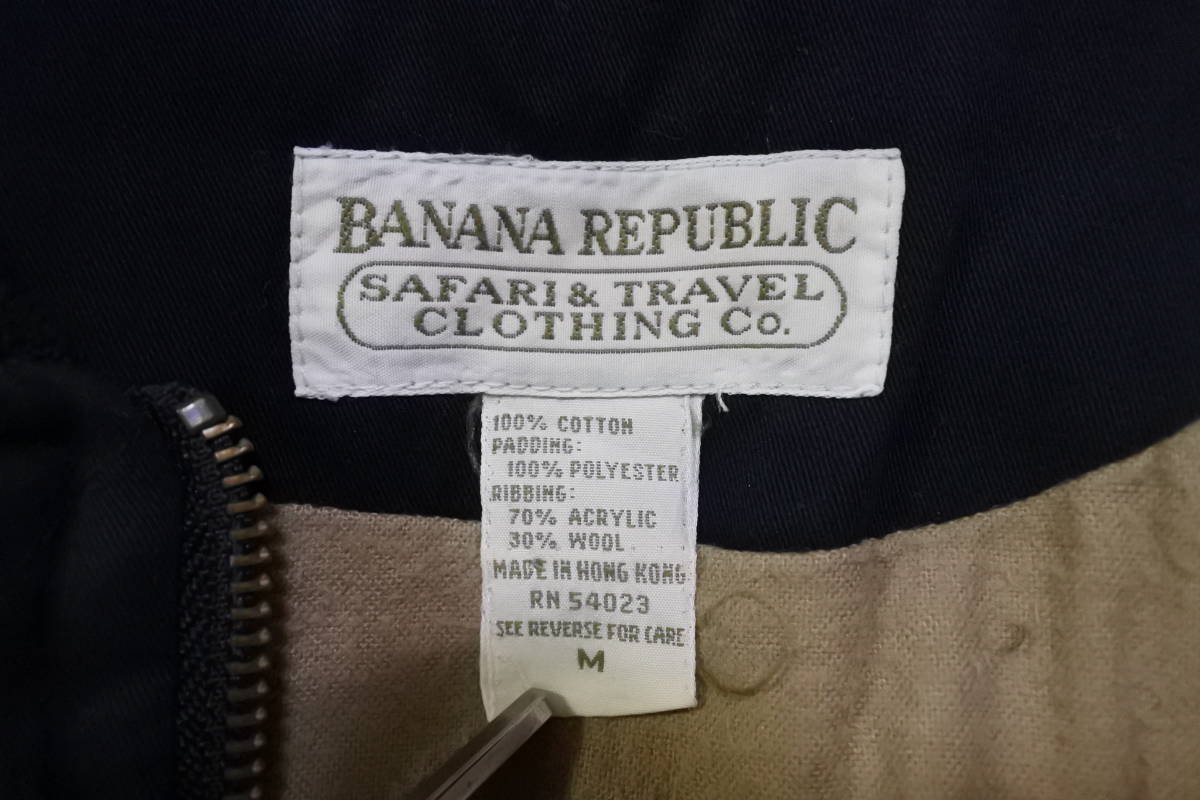 BANANA REPUBLIC
SAFARI & TRAVEL
CLOTHING CO.
100% COTTON
PADDING:
100% POLYESTER
RIBBING:
70% ACRYLIC
30% WOOL
MADE IN HONG KONG
RN 54023
SEE REVERSE FOR CARE
M